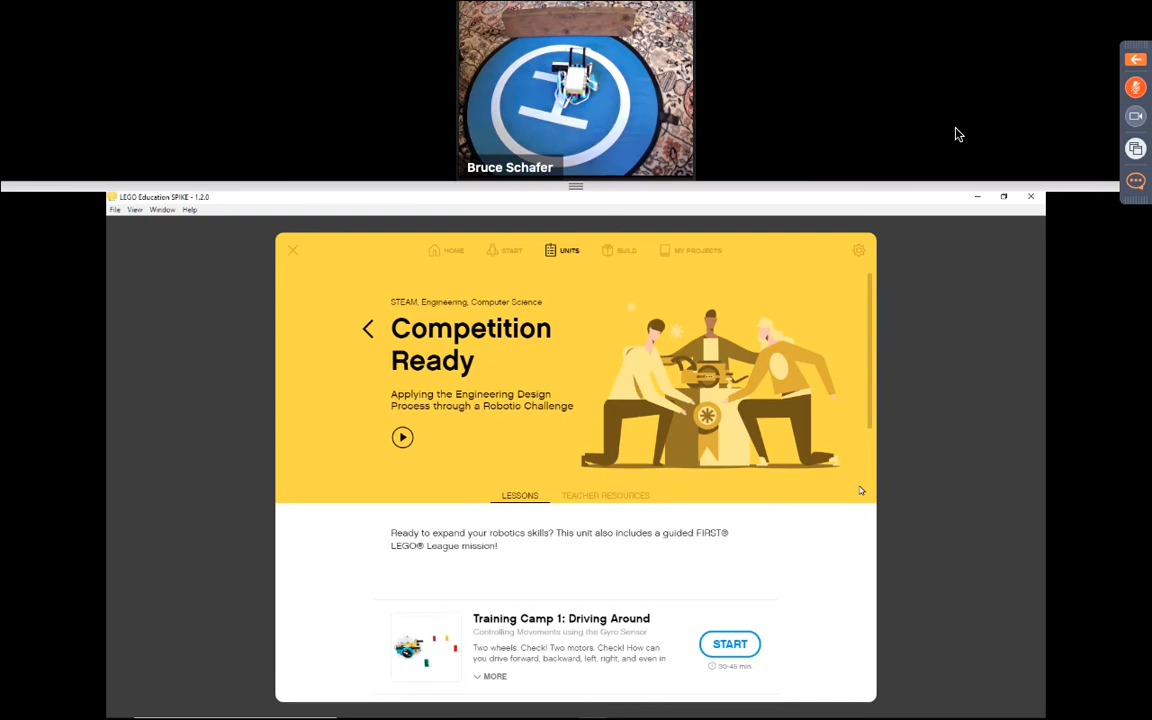 H
Bruce Schafer
LEGO Education SPIKE - 1.2.0
File View Window Help
HOME START UNITS BUILD MY PROJECTS
STEAM, Engineering, Computer Science
Competition
Ready
Applying the Engineering Design
Process through a Robotic Challenge
LESSONS TEACHER RESOURCES
Ready to expand your robotics skills? This unit also includes a guided FIRST®
LEGO® League mission!
Training Camp 1: Driving Around
Controlling Movements using the Gyro Sensor
Two wheels. Check! Two motors. Check! How can
you drive forward, backward, left, right, and even in
MORE
START
30-45 min.